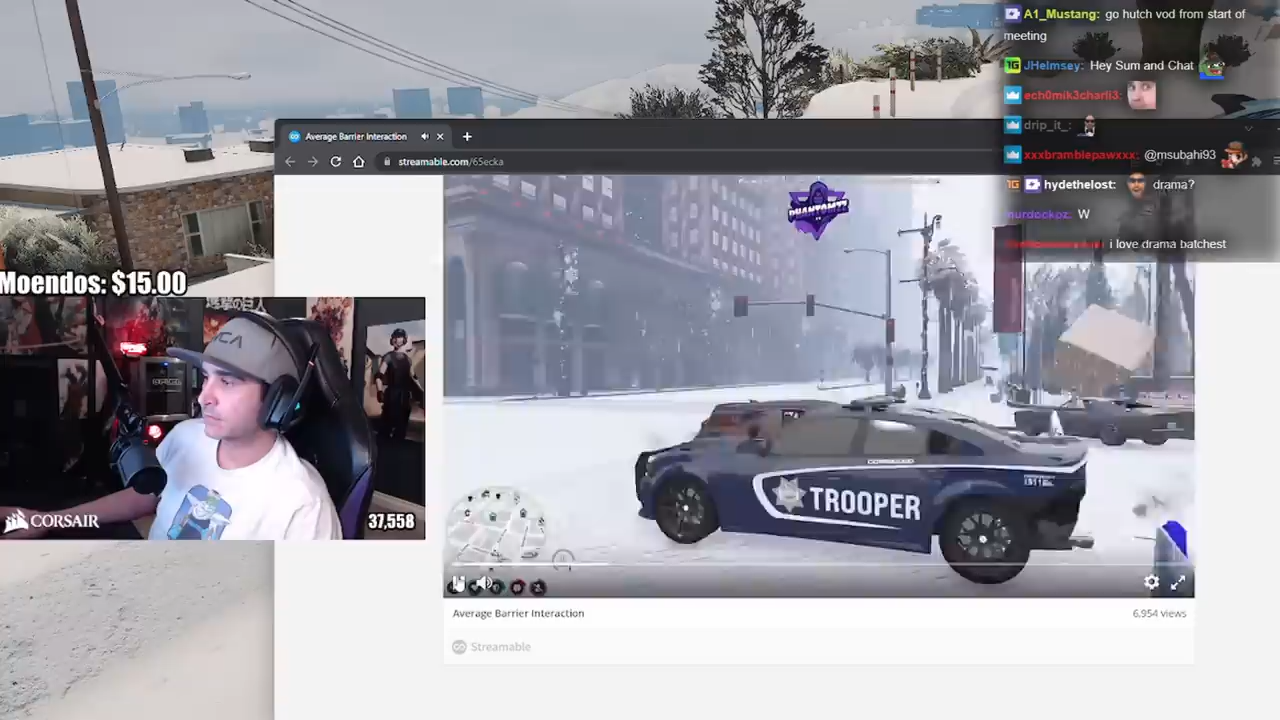 A1_Mustang: go hutch vod from start of
meeting
JHelmsey: Hey Sum and Chat
ech0mik3charli3:
drip_it_:
xxxbramblepawxxx: @msubahi93
hydethelost: drama?
murdockpz: W
i love drama batchest
Average Barrier Interaction
streamable.com/65ecka
PHANTOMZZ
Moendos: $15.00
TROOPER
CORSAIR
37,558
Average Barrier Interaction
6,954 views
Streamable